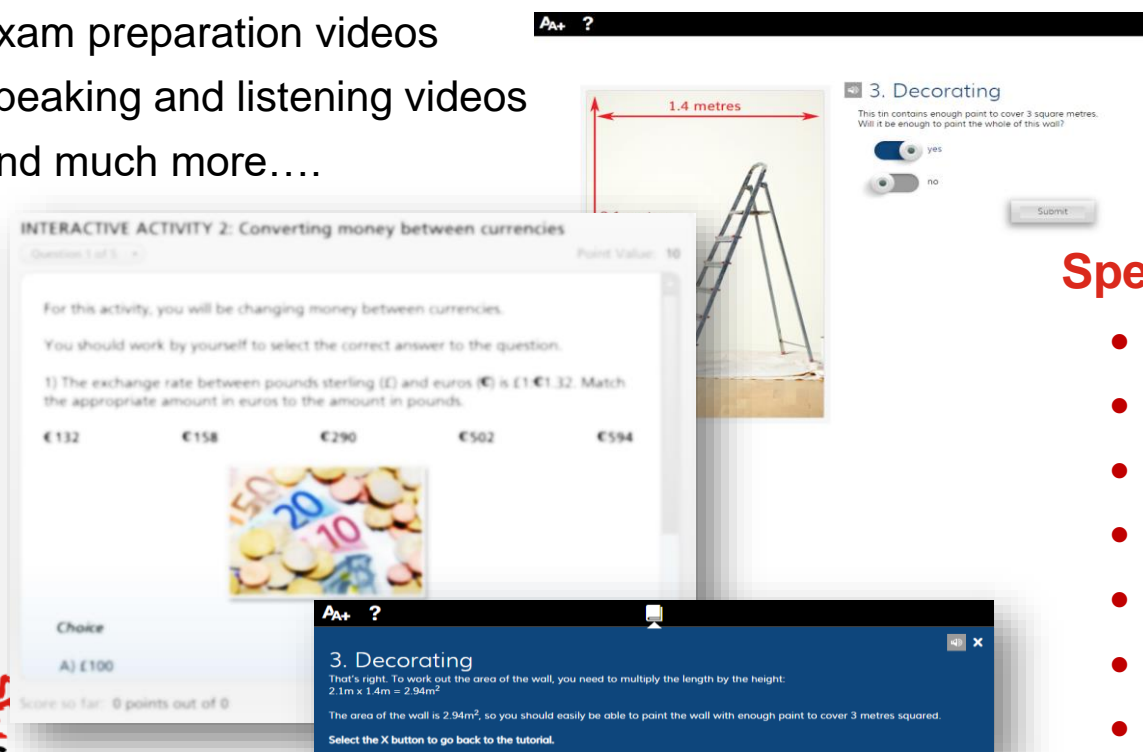 xam preparation videos
peaking and listening videos
nd much more….
AA+ ?
1.4 metres
3. Decorating
This tin contains enough paint to cover 3 square metres.
Will it be enough to paint the whole of this wall?
yes
no
Submit
INTERACTIVE ACTIVITY 2: Converting money between currencies
Question 1 of 5
Point Value: 10
For this activity, you will be changing money between currencies.
You should work by yourself to select the correct answer to the question.
1) The exchange rate between pounds sterling (£) and euros (€) is £1:€1.32. Match
the appropriate amount in euros to the amount in pounds.
€132 €158 €290 €502 €594
50 20 10
Choice
A) £100
Score so far: 0 points out of 0
Spe
AA+ ?
3. Decorating
That's right. To work out the area of the wall, you need to multiply the length by the height:
2.1m x 1.4m = 2.94m²
The area of the wall is 2.94m², so you should easily be able to paint the wall with enough paint to cover 3 metres squared.
Select the X button to go back to the tutorial.